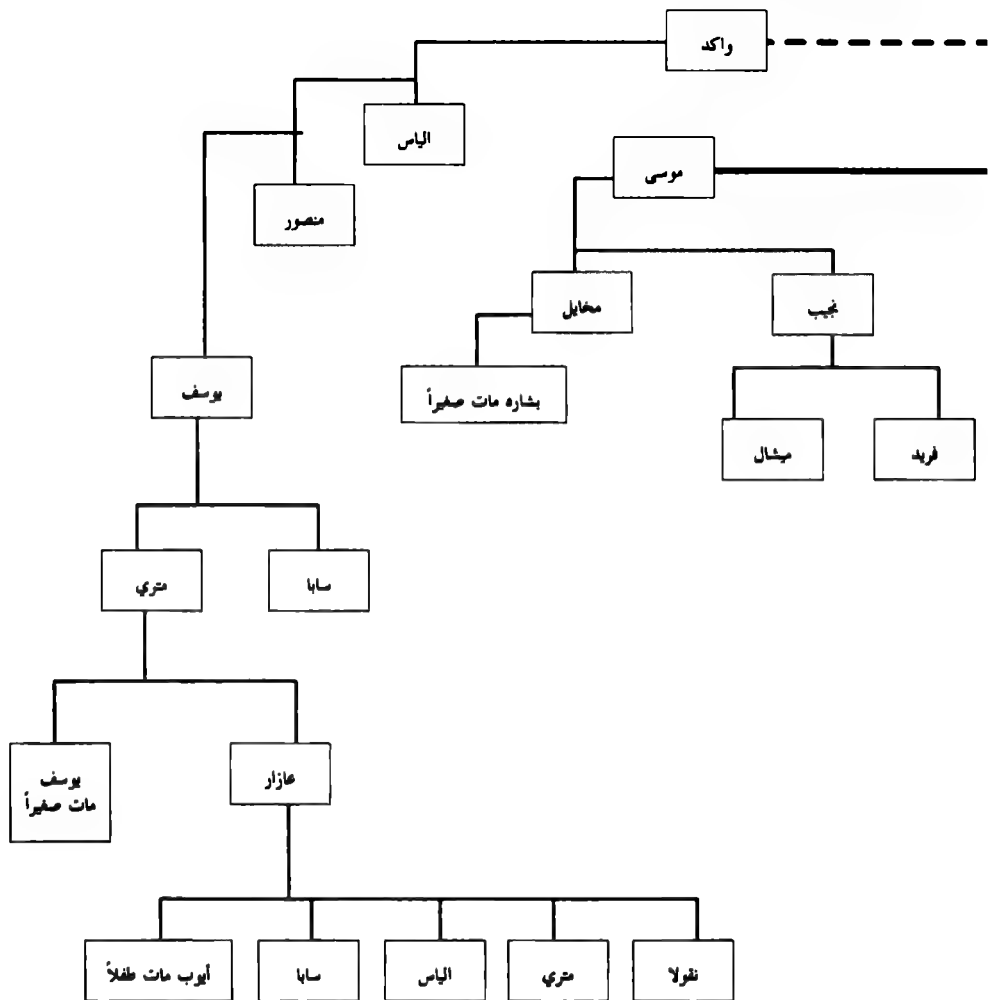 واكد
الياس
موسى
منصور
مخايل
نجيب
يوسف
بشاره مات صغيراً
ميشال
فريد
سابا
متري
عازار
يوسف
مات صغيراً
نقولا
متري
الياس
سابا
أيوب مات طفلاً